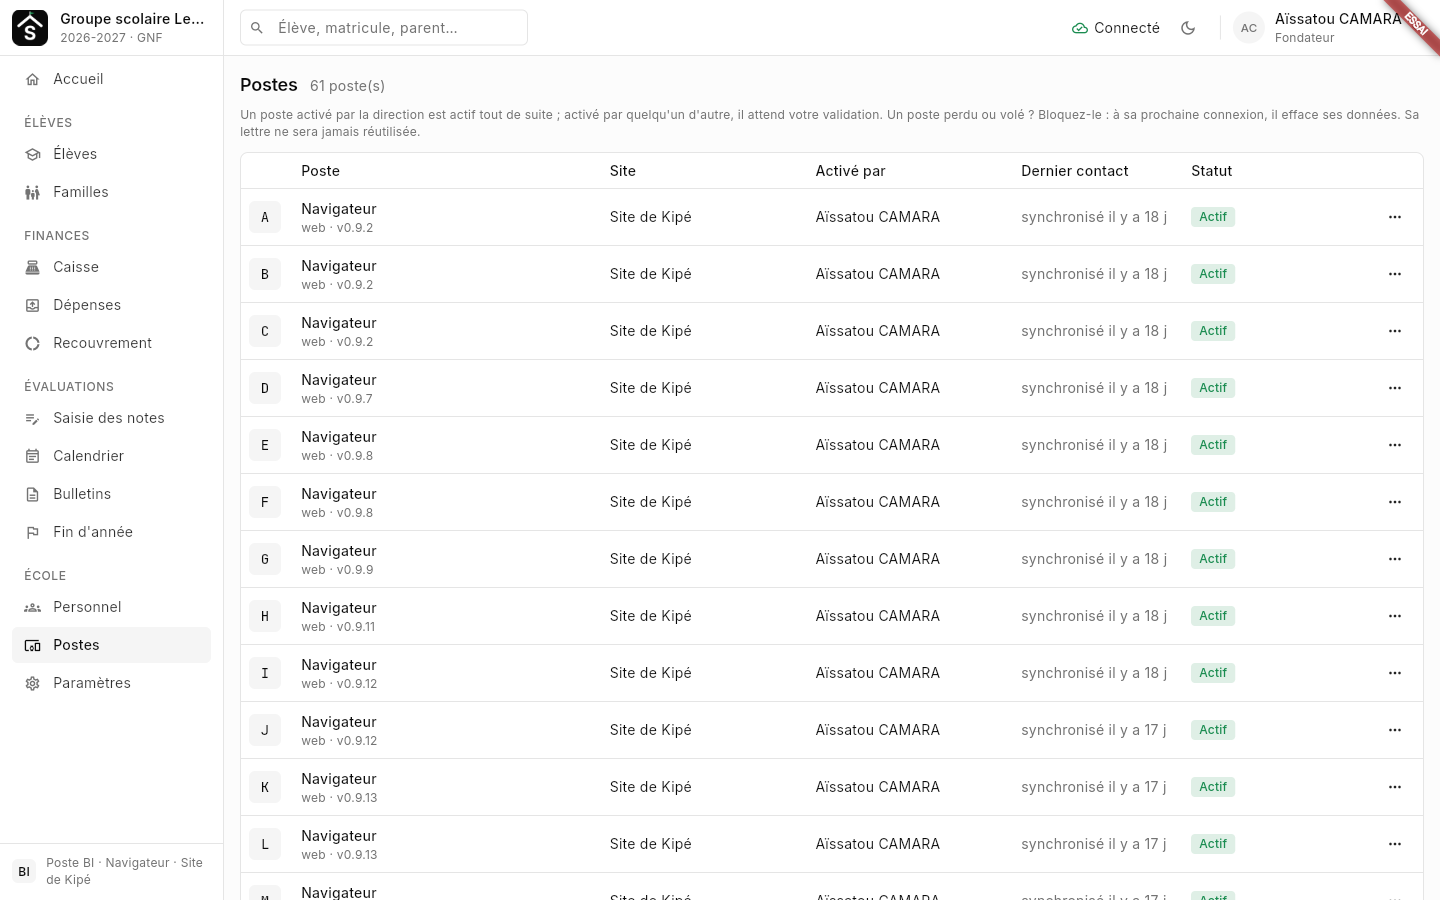 Groupe scolaire Le...
2026-2027 · GNF
Élève, matricule, parent...
Connecté
AC
Aïssatou CAMARA
Fondateur
ESSAI
Accueil
ÉLÈVES
Élèves
Familles
FINANCES
Caisse
Dépenses
Recouvrement
ÉVALUATIONS
Saisie des notes
Calendrier
Bulletins
Fin d'année
ÉCOLE
Personnel
Postes
Paramètres
BI
Poste BI · Navigateur · Site
de Kipé
Postes 61 poste(s)
Un poste activé par la direction est actif tout de suite ; activé par quelqu'un d'autre, il attend votre validation. Un poste perdu ou volé ? Bloquez-le : à sa prochaine connexion, il efface ses données. Sa
lettre ne sera jamais réutilisée.
Poste Site Activé par Dernier contact Statut
A Navigateur Site de Kipé Aïssatou CAMARA synchronisé il y a 18 j Actif
web · v0.9.2
B Navigateur Site de Kipé Aïssatou CAMARA synchronisé il y a 18 j Actif
web · v0.9.2
C Navigateur Site de Kipé Aïssatou CAMARA synchronisé il y a 18 j Actif
web · v0.9.2
D Navigateur Site de Kipé Aïssatou CAMARA synchronisé il y a 18 j Actif
web · v0.9.7
E Navigateur Site de Kipé Aïssatou CAMARA synchronisé il y a 18 j Actif
web · v0.9.8
F Navigateur Site de Kipé Aïssatou CAMARA synchronisé il y a 18 j Actif
web · v0.9.8
G Navigateur Site de Kipé Aïssatou CAMARA synchronisé il y a 18 j Actif
web · v0.9.9
H Navigateur Site de Kipé Aïssatou CAMARA synchronisé il y a 18 j Actif
web · v0.9.11
I Navigateur Site de Kipé Aïssatou CAMARA synchronisé il y a 18 j Actif
web · v0.9.12
J Navigateur Site de Kipé Aïssatou CAMARA synchronisé il y a 17 j Actif
web · v0.9.12
K Navigateur Site de Kipé Aïssatou CAMARA synchronisé il y a 17 j Actif
web · v0.9.13
L Navigateur Site de Kipé Aïssatou CAMARA synchronisé il y a 17 j Actif
web · v0.9.13
M Navigateur Site de Kipé Aïssatou CAMARA synchronisé il y a 17 j Actif